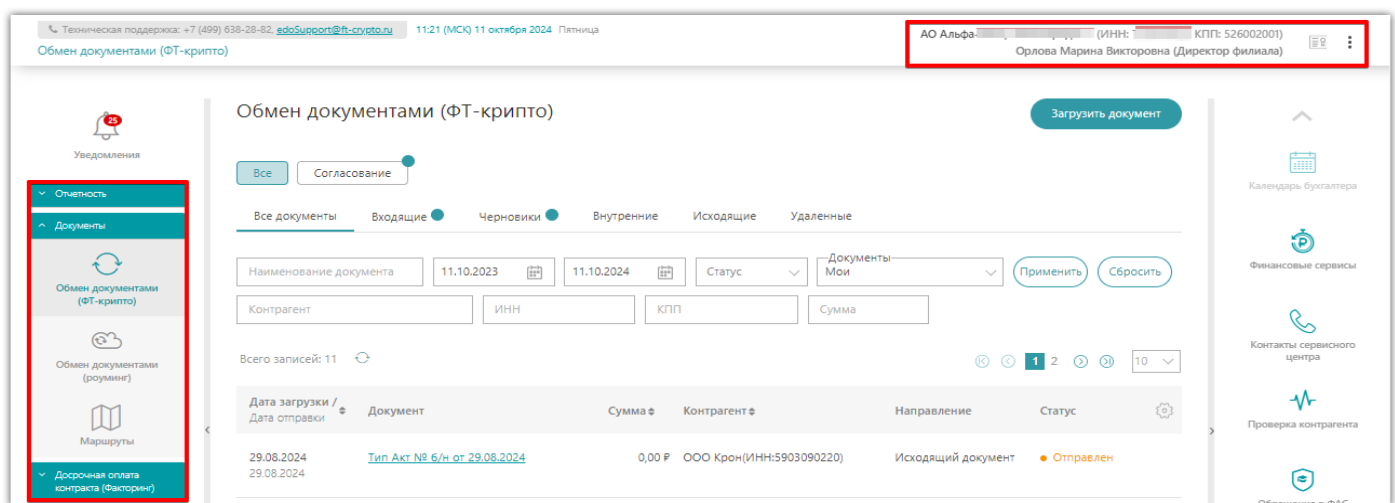 Техническая поддержка: +7 (499) 638-28-82, edoSupport@ft-crypto.ru 11:21 (МСК) 11 октября 2024 Пятница
Обмен документами (ФТ-крипто)
АО Альфа- (ИНН: КПП: 526002001)
Орлова Марина Викторовна (Директор филиала)
25
Уведомления
Отчетность
Документы
Обмен документами
(ФТ-крипто)
Обмен документами
(роуминг)
Маршруты
Досрочная оплата
контракта (Факторинг)
Обмен документами (ФТ-крипто)
Загрузить документ
Все Согласование
Все документы Входящие Черновики Внутренние Исходящие Удаленные
Документы
Наименование документа 11.10.2023 11.10.2024 Статус Мои Применить Сбросить
Контрагент ИНН КПП Сумма
Всего записей: 11 1 2 10
Дата загрузки /
Дата отправки Документ Сумма Контрагент Направление Статус
29.08.2024 Тип Акт № б/н от 29.08.2024 0,00 ₽ ООО Крон(ИНН:5903090220) Исходящий документ Отправлен
29.08.2024
Календарь бухгалтера
Финансовые сервисы
Контакты сервисного
центра
Проверка контрагента
Обращение в ФАС